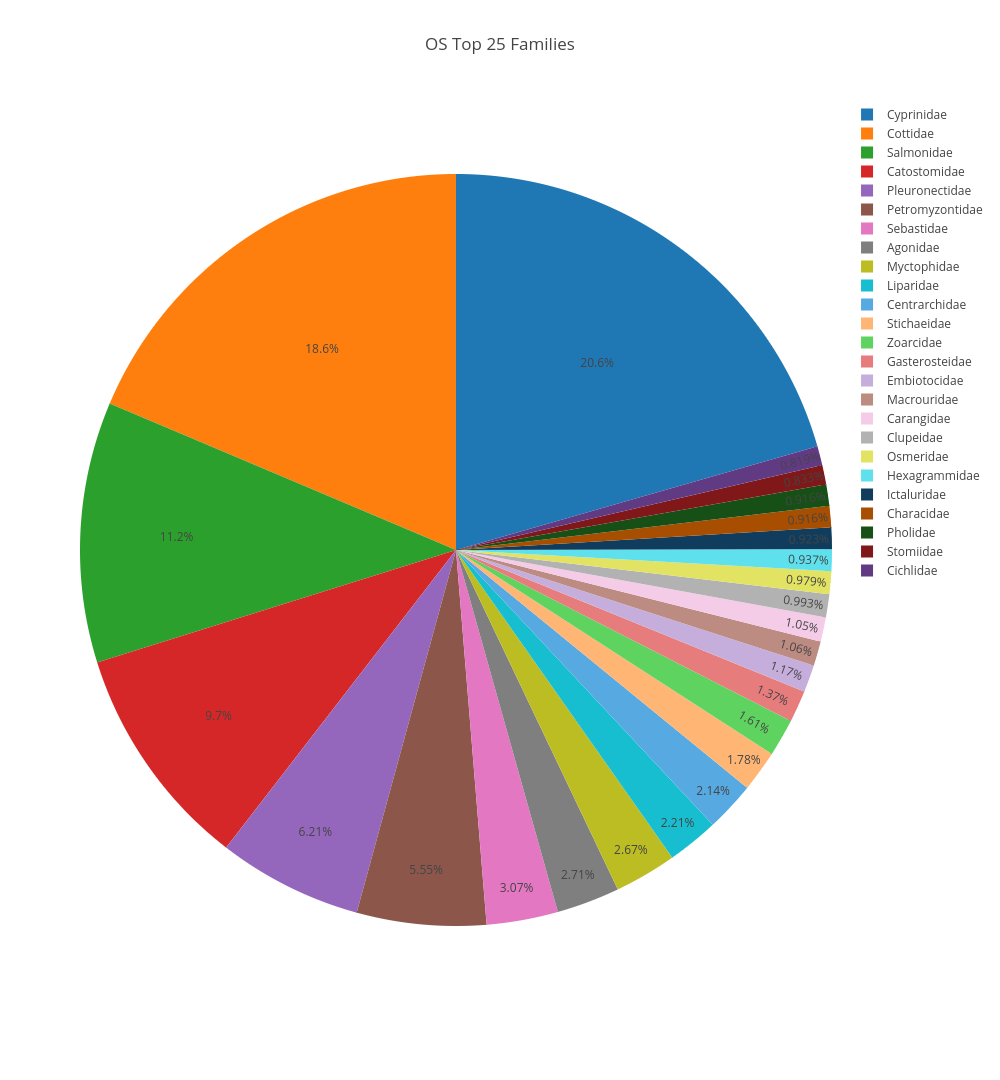 OS Top 25 Families
Cyprinidae
Cottidae
Salmonidae
Catostomidae
Pleuronectidae
Petromyzontidae
Sebastidae
Agonidae
Myctophidae
Liparidae
Centrarchidae
Stichaeidae
Zoarcidae
Gasterosteidae
Embiotocidae
Macrouridae
Carangidae
Clupeidae
Osmeridae
Hexagrammidae
Ictaluridae
Characidae
Pholidae
Stomiidae
Cichlidae
20.6%
18.6%
11.2%
9.7%
6.21%
5.55%
3.07%
2.71%
2.67%
2.21%
2.14%
1.78%
1.61%
1.37%
1.17%
1.06%
1.05%
0.993%
0.979%
0.937%
0.923%
0.916%
0.916%